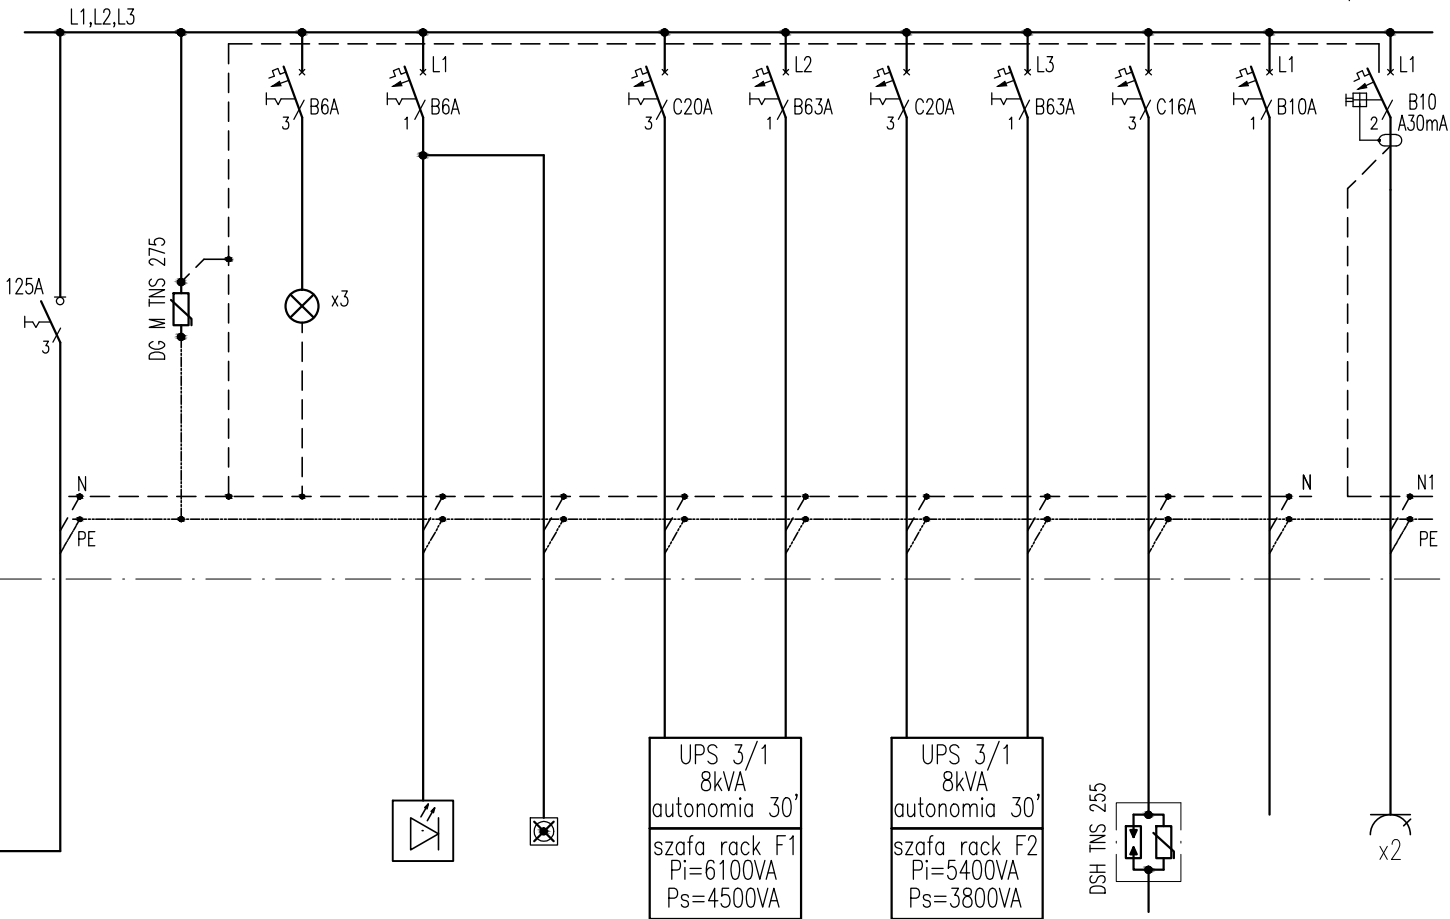 L1,L2,L3
L1
L2
L3
L1
L1
B6A
B6A
C20A
B63A
C20A
B63A
C16A
B10A
B10
A30mA
3
1
3
1
3
1
3
1
2
125A
3
DG M TNS 275
x3
N
N
N1
PE
PE
UPS 3/1
8kVA
autonomia 30'
szafa rack F1
Pi=6100VA
Ps=4500VA
UPS 3/1
8kVA
autonomia 30'
szafa rack F2
Pi=5400VA
Ps=3800VA
DSH TNS 255
x2